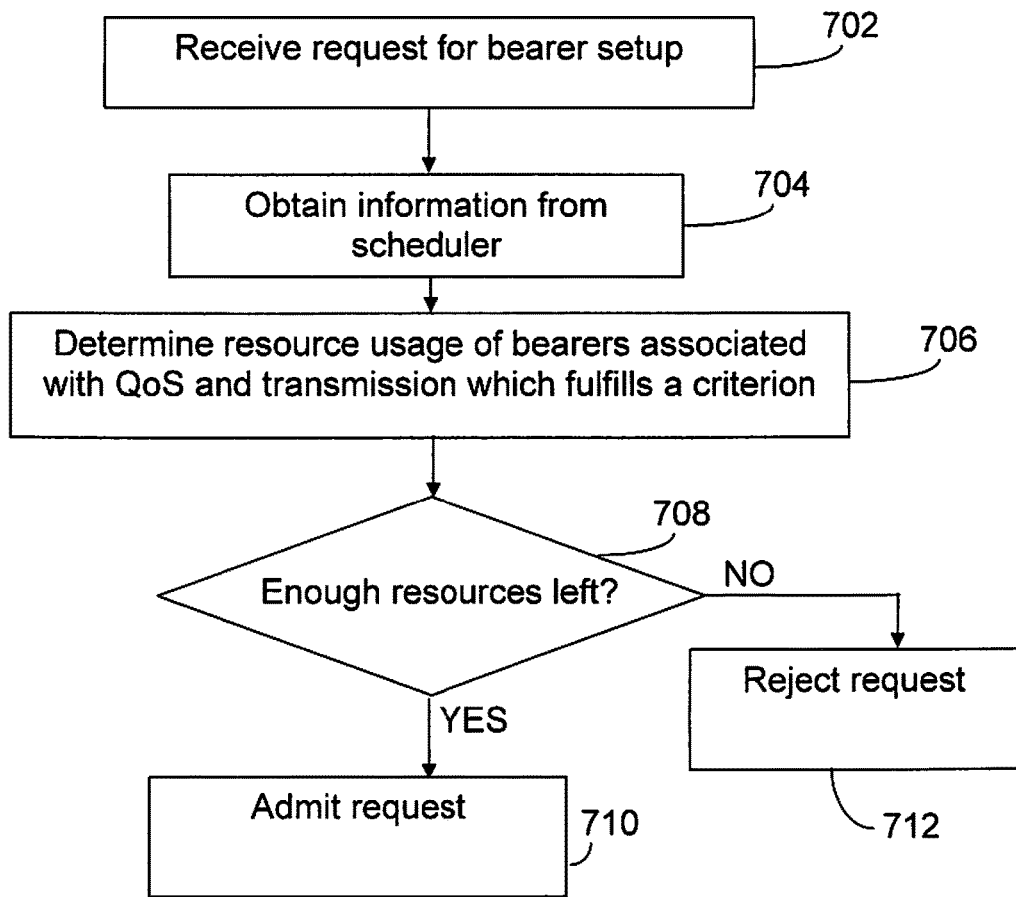 Receive request for bearer setup
702
Obtain information from
scheduler
704
Determine resource usage of bearers associated
with QoS and transmission which fulfills a criterion
706
Enough resources left?
708
NO
YES
Reject request
712
Admit request
710